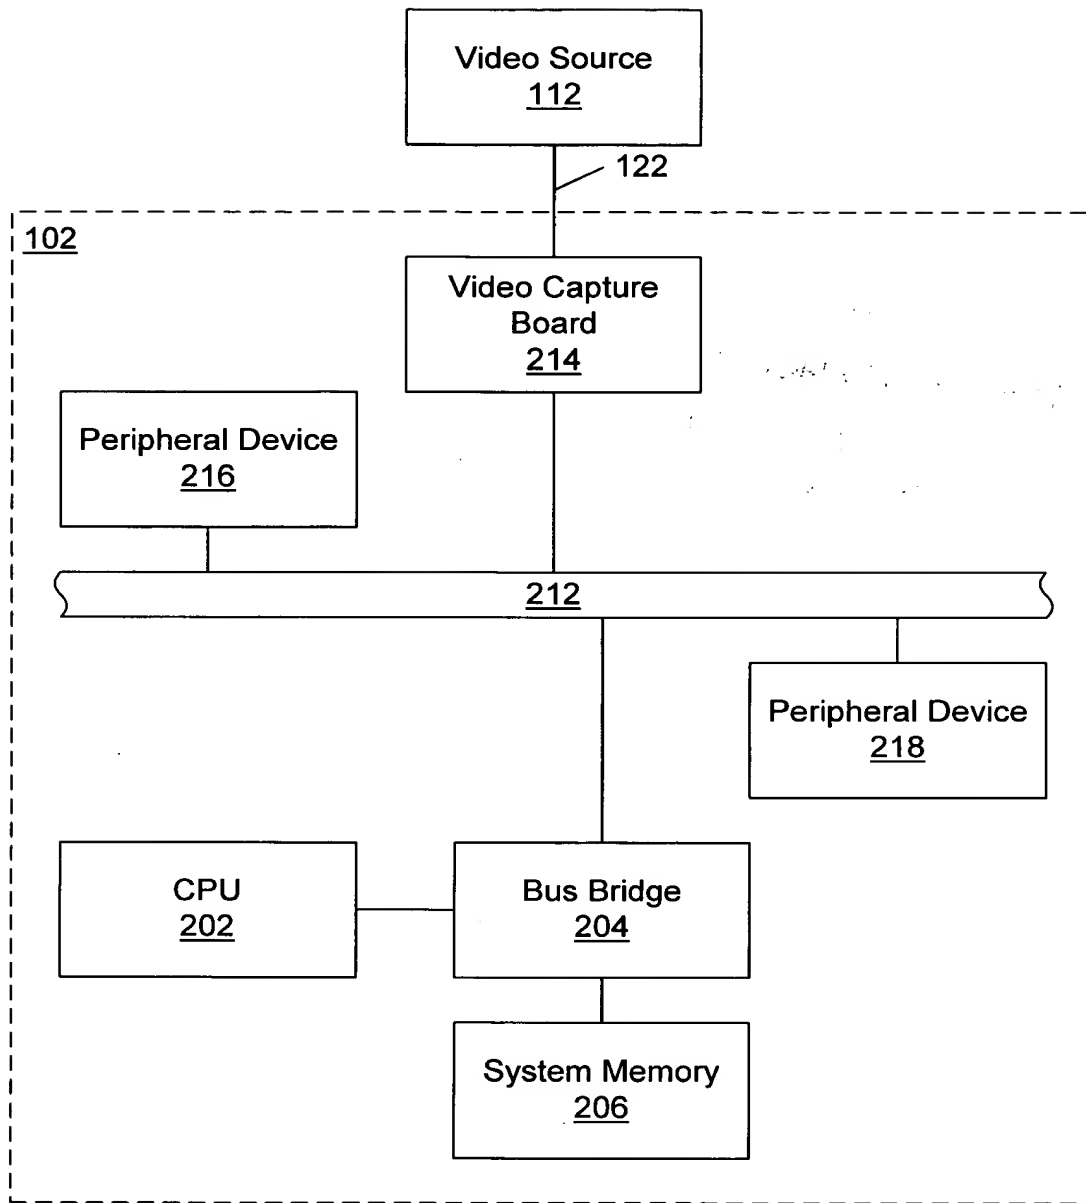 Video Source
112
122
102
Video Capture
Board
214
Peripheral Device
216
212
Peripheral Device
218
CPU
202
Bus Bridge
204
System Memory
206